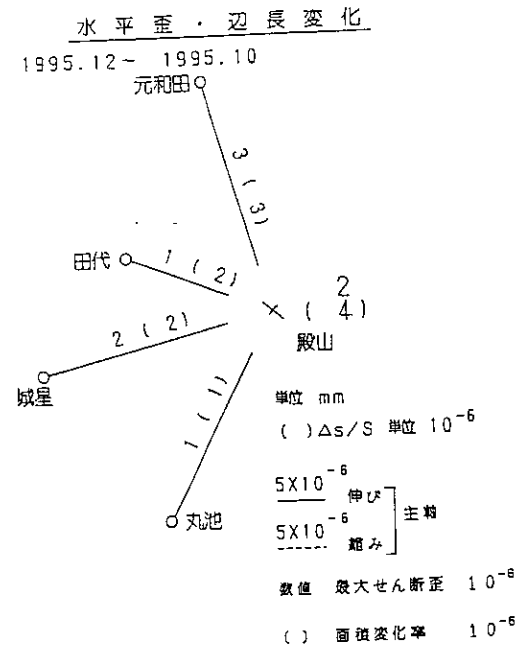 水平歪・辺長変化
1995.12~ 1995.10
元和田
3 (3)
田代
1 (2)
2 (2)
2
(4)
殿山
城星
1 (1)
丸池
単位 mm
( )Δs/S 単位 10⁻⁶
5X10⁻⁶ 伸び
5X10⁻⁶ 縮み
主軸
数値 最大せん断歪 10⁻⁶
( ) 面積変化率 10⁻⁶